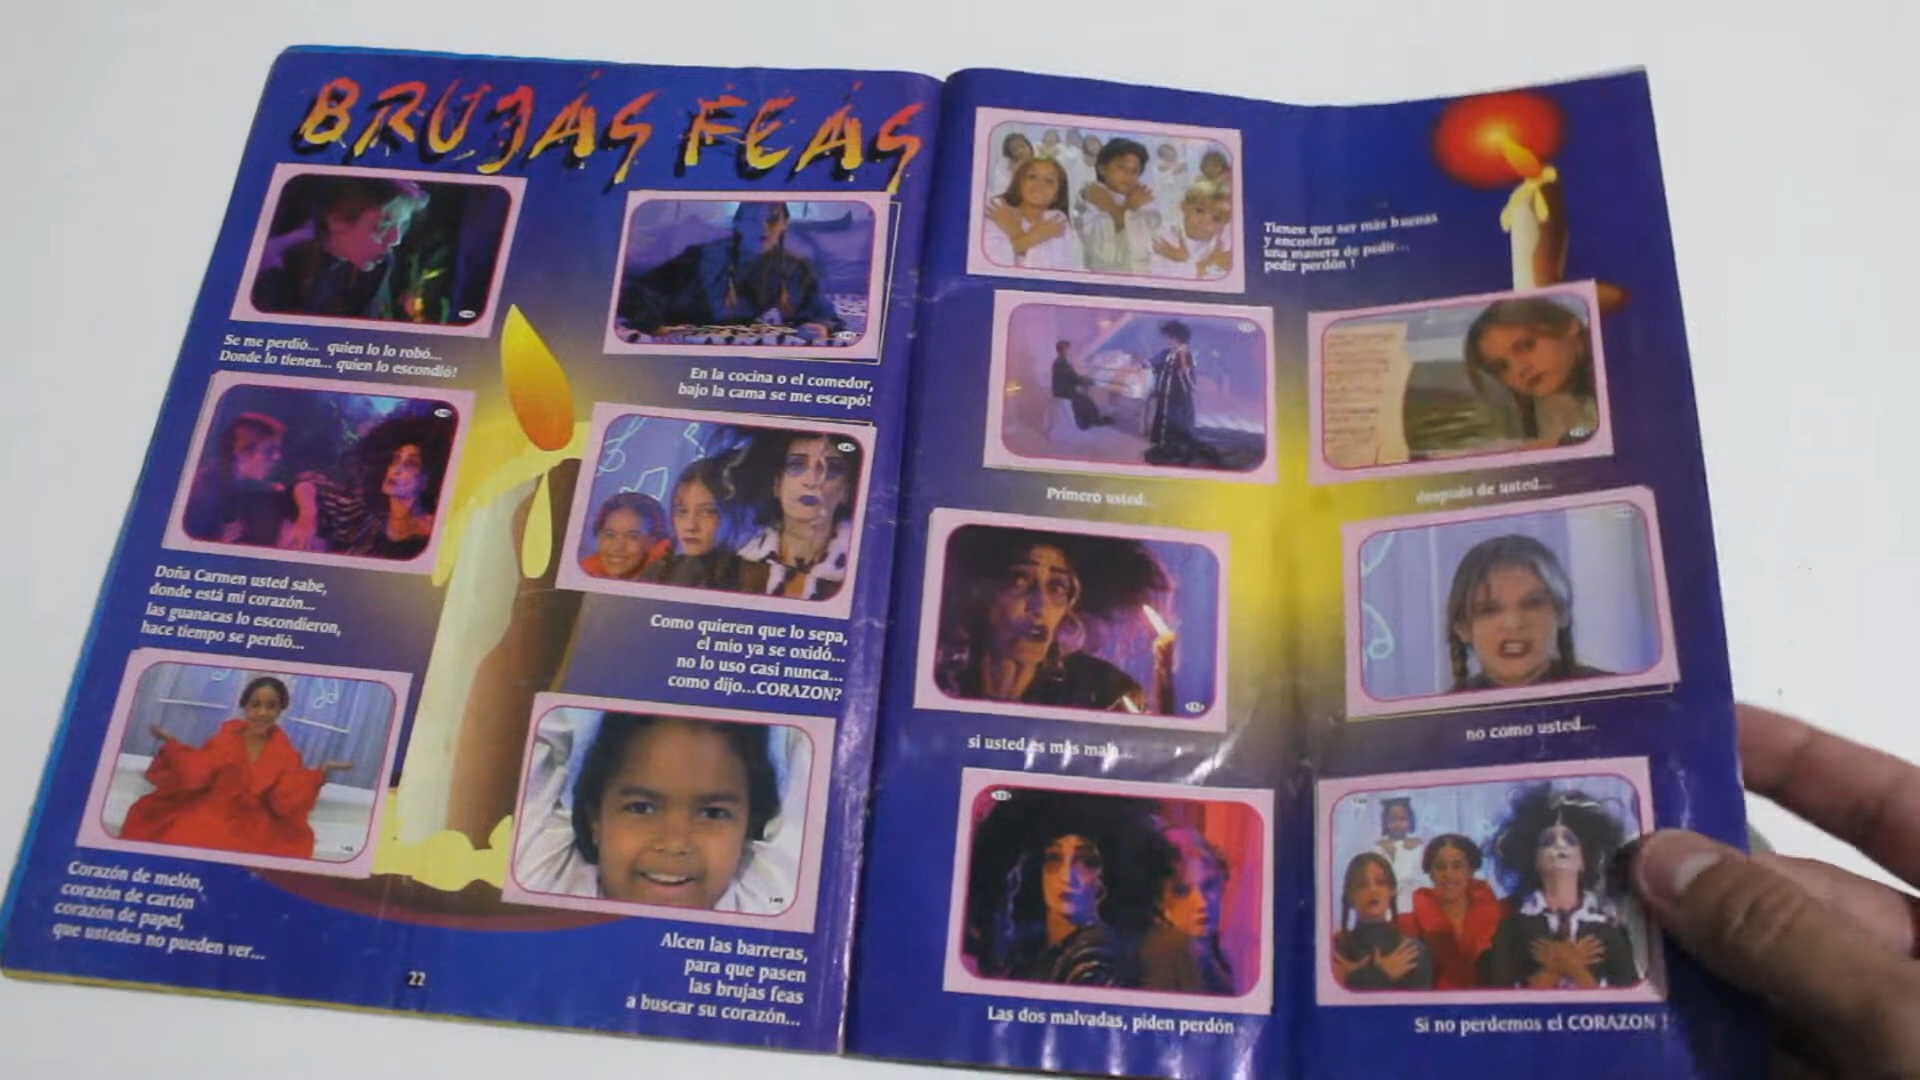 BRUJAS FEAS
Se me perdió... quien lo lo robó...
Donde lo tienen... quien lo escondió!
En la cocina o el comedor,
bajo la cama se me escapó!
Doña Carmen usted sabe,
donde está mi corazón...
las guanacas lo escondieron,
hace tiempo se perdió...
Como quieren que lo sepa,
el mío ya se oxidó...
no lo uso casi nunca...
como dijo...CORAZON?
Corazón de melón,
corazón de cartón
corazón de papel,
que ustedes no pueden ver...
Alcen las barreras,
para que pasen
las brujas feas
a buscar su corazón...
22
Tienen que ser más buenas
y encontrar
una manera de pedir...
pedir perdón !
Primero usted...
después de usted...
si usted es más mala...
no como usted...
Las dos malvadas, piden perdón
Si no perdemos el CORAZON !